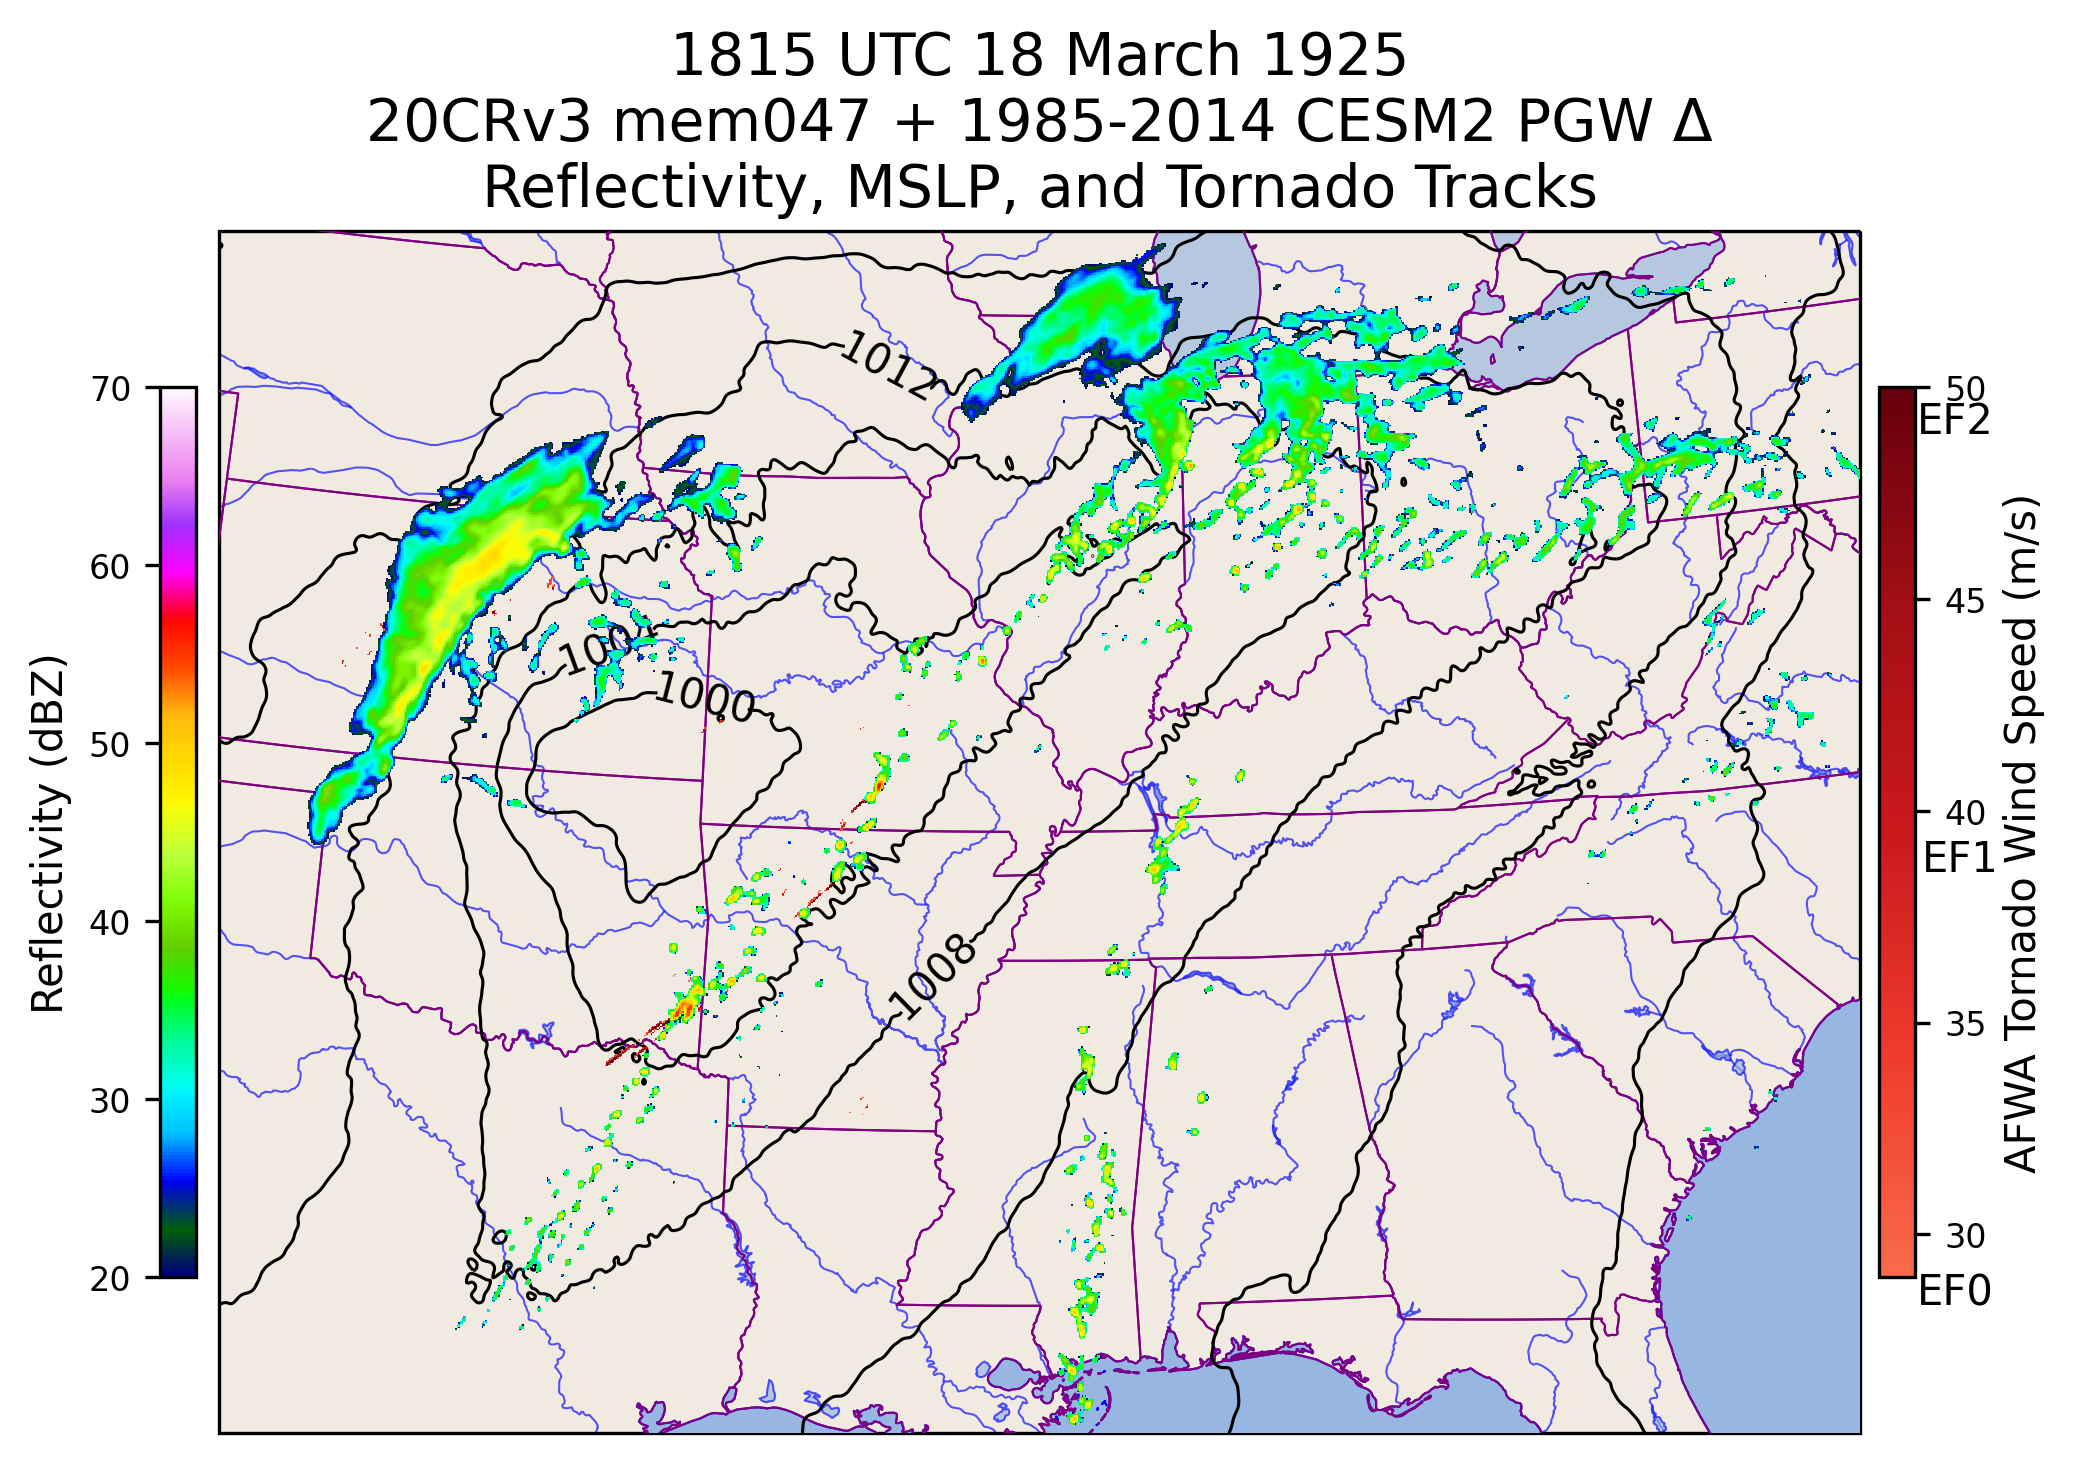 1815 UTC 18 March 1925
20CRv3 mem047 + 1985-2014 CESM2 PGW Δ
Reflectivity, MSLP, and Tornado Tracks
70
60
50
40
30
20
Reflectivity (dBZ)
1012
1004
1000
1008
50
EF2
45
40
EF1
35
30
EF0
AFWA Tornado Wind Speed (m/s)